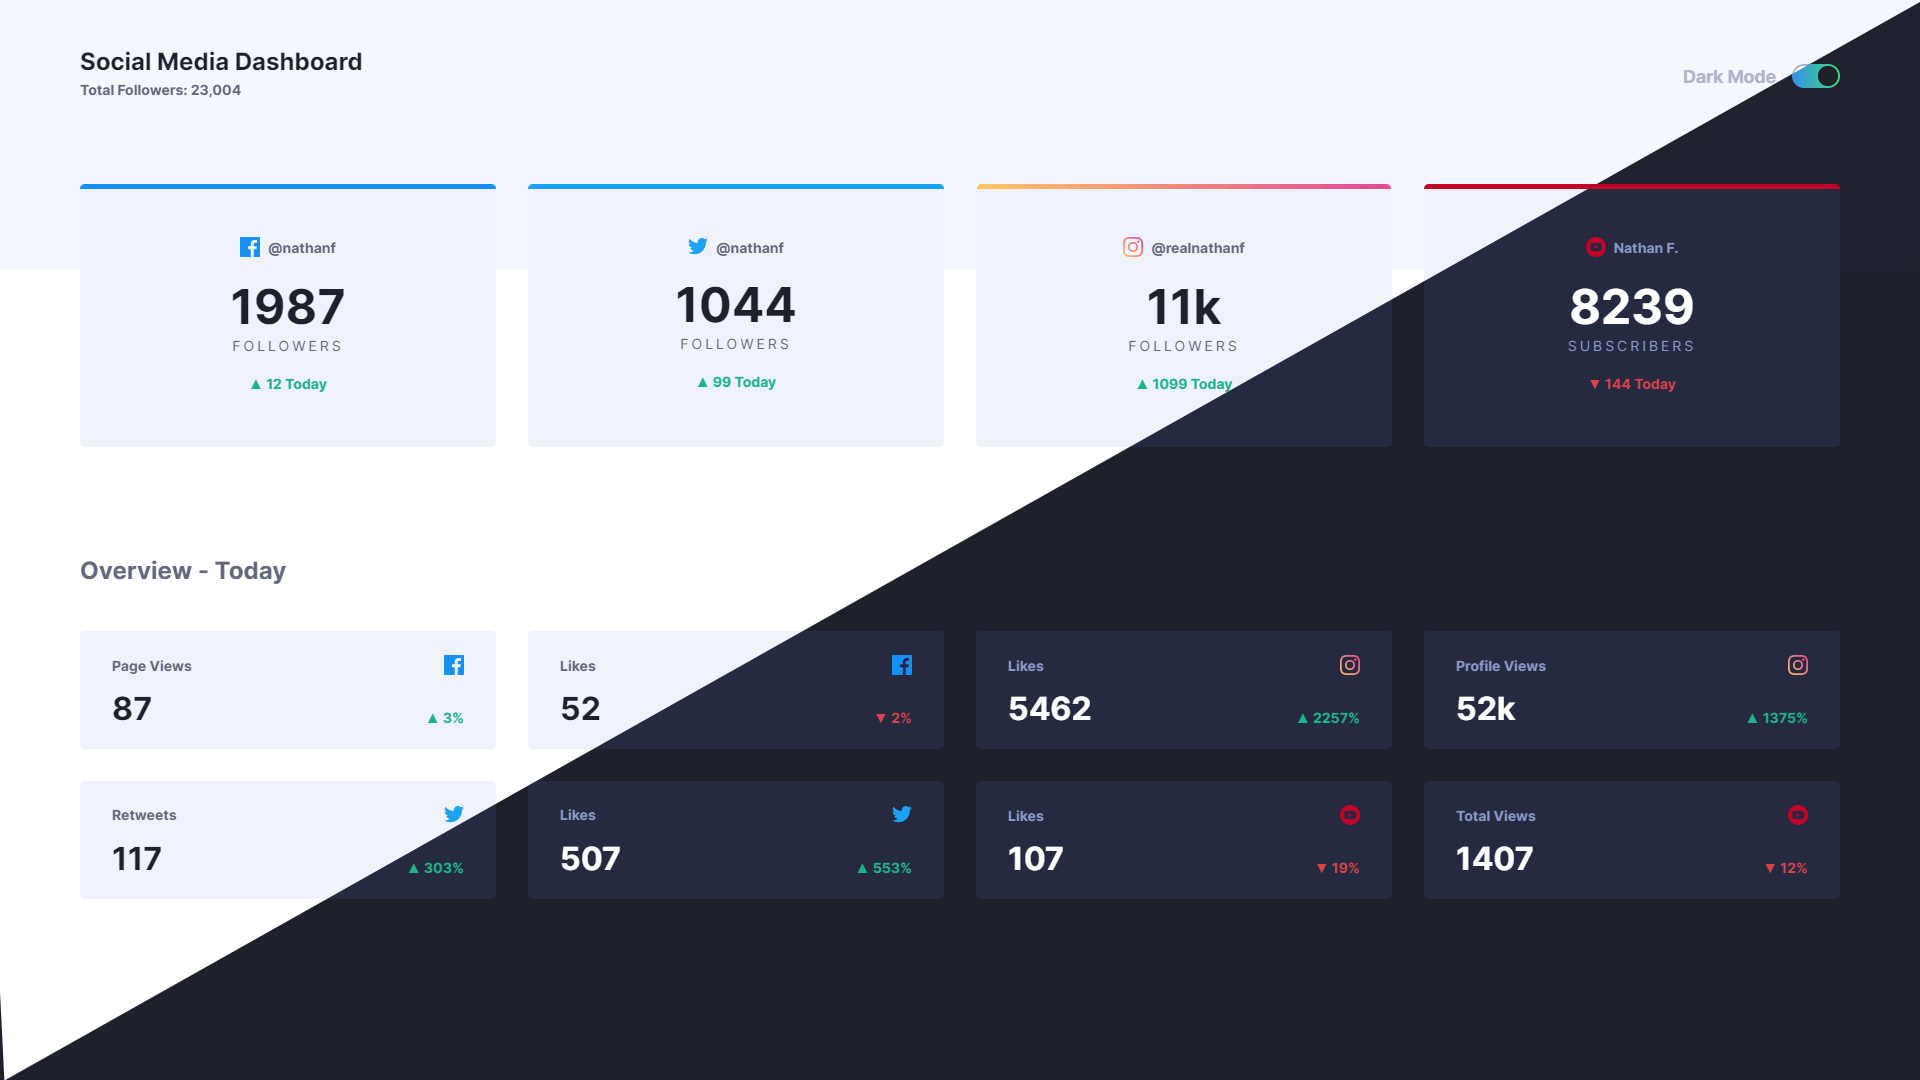 Social Media Dashboard
Total Followers: 23,004
Dark Mode
@nathanf
1987
FOLLOWERS
▲ 12 Today
@nathanf
1044
FOLLOWERS
▲ 99 Today
@realnathanf
11k
FOLLOWERS
▲ 1099 Today
Nathan F.
8239
SUBSCRIBERS
▼ 144 Today
Overview - Today
Page Views
87
▲ 3%
Likes
52
▼ 2%
Likes
5462
▲ 2257%
Profile Views
52k
▲ 1375%
Retweets
117
▲ 303%
Likes
507
▲ 553%
Likes
107
▼ 19%
Total Views
1407
▼ 12%